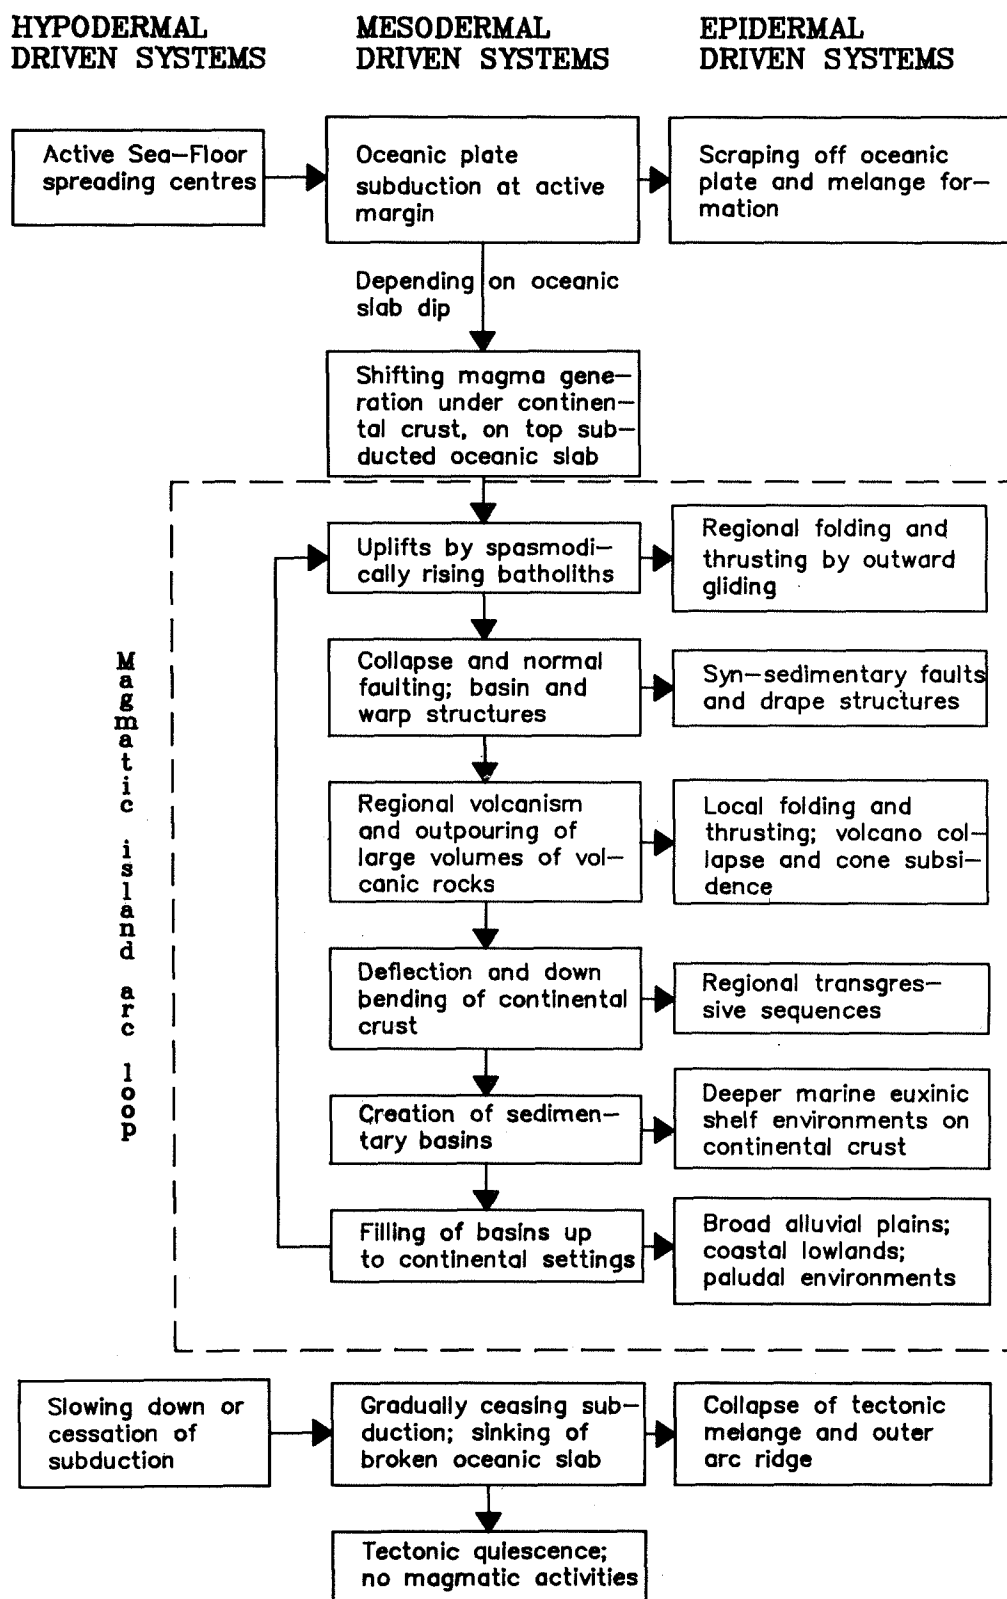 HYPODERMAL
DRIVEN SYSTEMS
MESODERMAL
DRIVEN SYSTEMS
EPIDERMAL
DRIVEN SYSTEMS
Active Sea-Floor
spreading centres
Oceanic plate
subduction at active
margin
Scraping off oceanic
plate and melange for-
mation
Depending on oceanic
slab dip
Shifting magma gene-
ration under continen-
tal crust, on top sub-
ducted oceanic slab
Magmatic island arc loop
Uplifts by spasmodi-
cally rising batholiths
Regional folding and
thrusting by outward
gliding
Collapse and normal
faulting; basin and
warp structures
Syn-sedimentary faults
and drape structures
Regional volcanism
and outpouring of
large volumes of vol-
canic rocks
Local folding and
thrusting; volcano col-
lapse and cone subsi-
dence
Deflection and down
bending of continental
crust
Regional transgres-
sive sequences
Creation of sedimen-
tary basins
Deeper marine euxinic
shelf environments on
continental crust
Filling of basins up
to continental settings
Broad alluvial plains;
coastal lowlands;
paludal environments
Slowing down or
cessation of
subduction
Gradually ceasing sub-
duction; sinking of
broken oceanic slab
Collapse of tectonic
melange and outer
arc ridge
Tectonic quiescence;
no magmatic activities